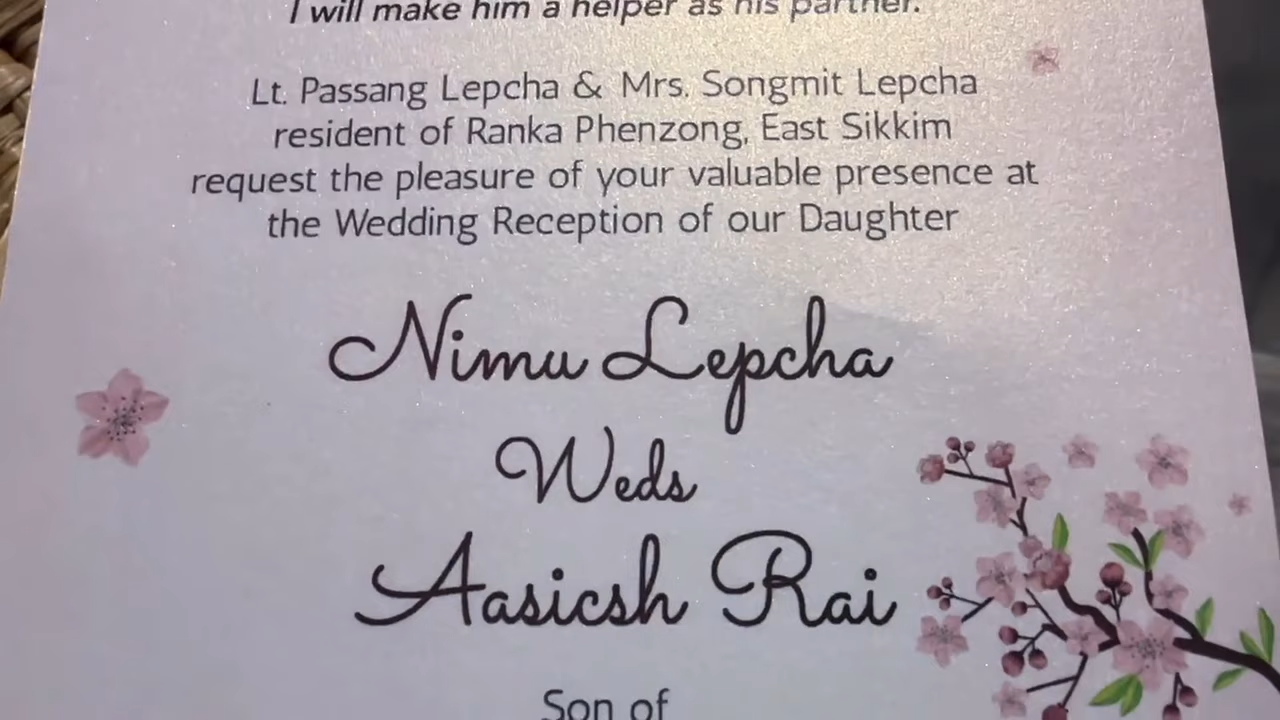 I will make him a helper as his partner.
Lt. Passang Lepcha & Mrs. Songmit Lepcha
resident of Ranka Phenzong, East Sikkim
request the pleasure of your valuable presence at
the Wedding Reception of our Daughter
Nimu Lepcha
Weds
Aasicsh Rai
Son of